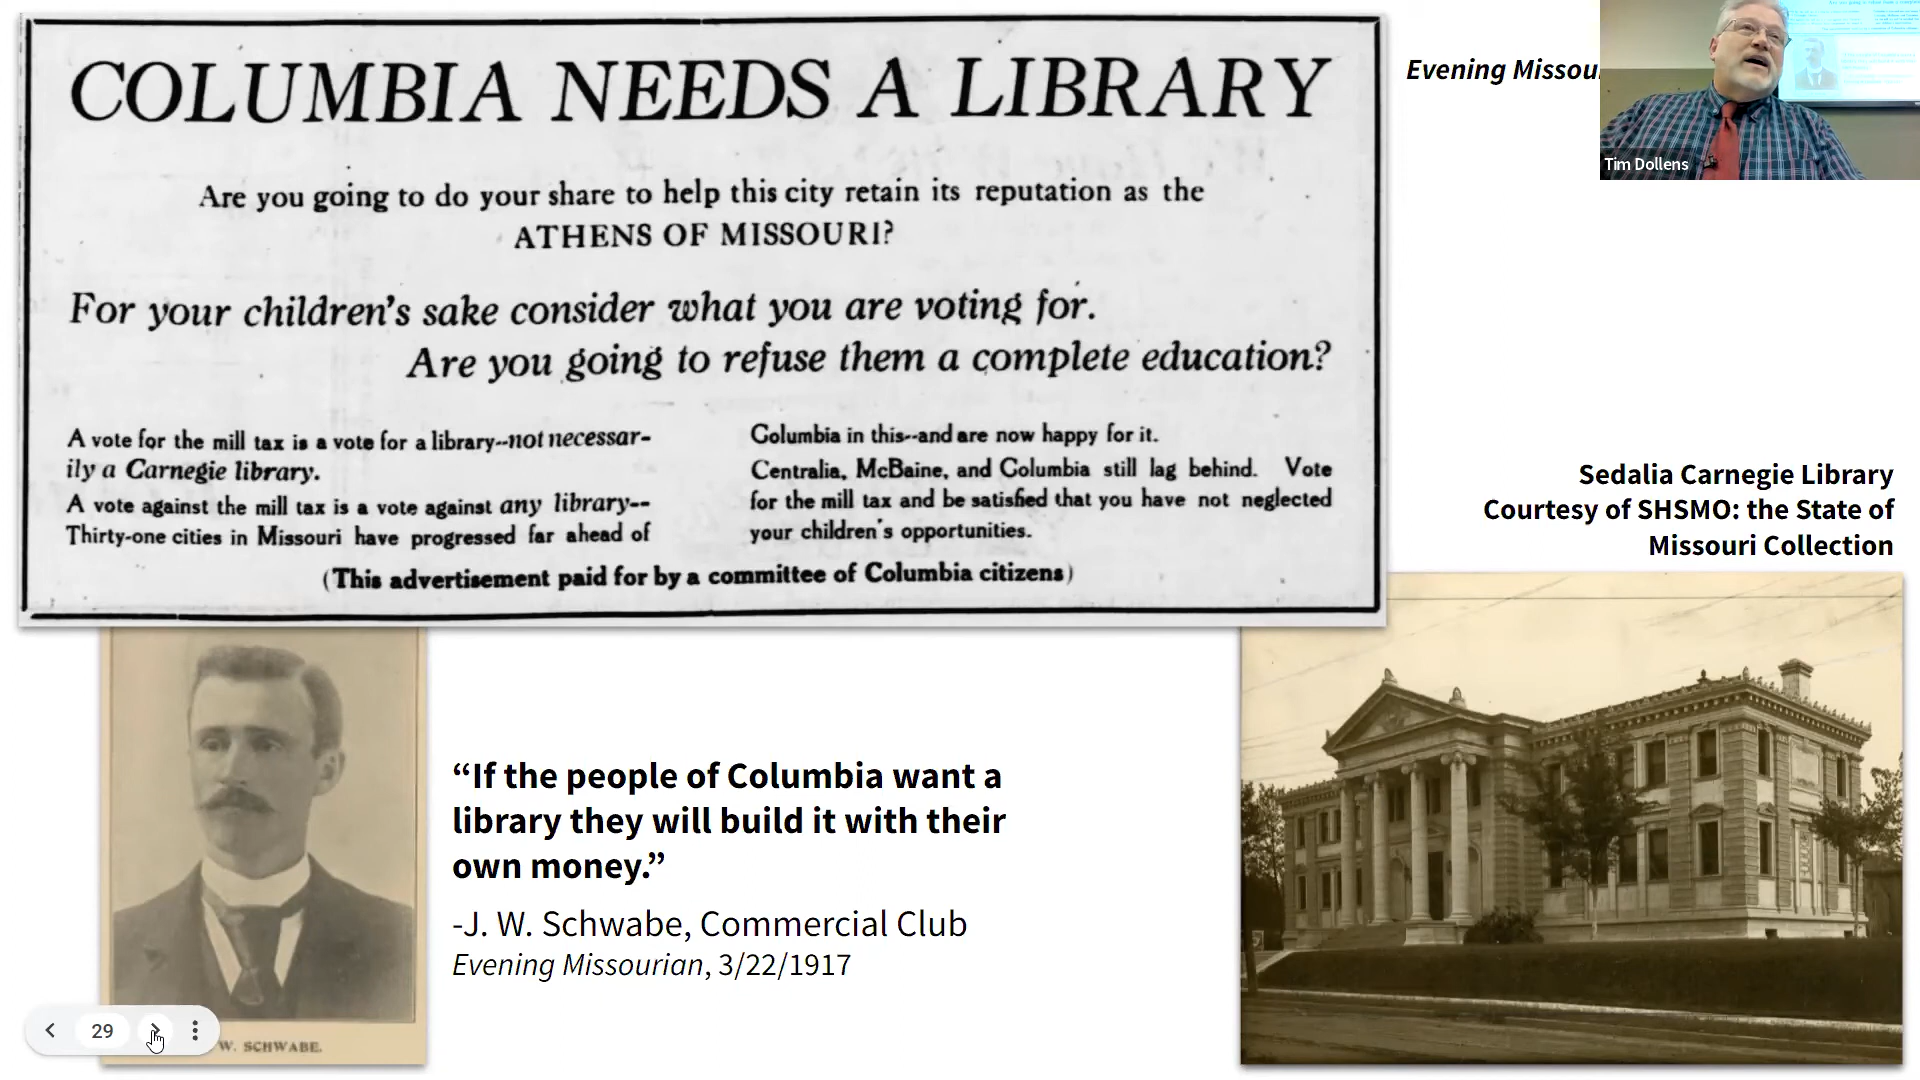 COLUMBIA NEEDS A LIBRARY
Are you going to do your share to help this city retain its reputation as the
ATHENS OF MISSOURI?
For your children's sake consider what you are voting for.
Are you going to refuse them a complete education?
A vote for the mill tax is a vote for a library--not necessar-
ily a Carnegie library.
A vote against the mill tax is a vote against any library--
Thirty-one cities in Missouri have progressed far ahead of
Columbia in this--and are now happy for it.
Centralia, McBaine, and Columbia still lag behind. Vote
for the mill tax and be satisfied that you have not neglected
your children's opportunities.
(This advertisement paid for by a committee of Columbia citizens)
Evening
Tim Dollens
Sedalia Carnegie Library
Courtesy of SHSMO: the State of
Missouri Collection
“If the people of Columbia want a
library they will build it with their
own money.”
-J. W. Schwabe, Commercial Club
Evening Missourian, 3/22/1917
29
W. SCHWABE.